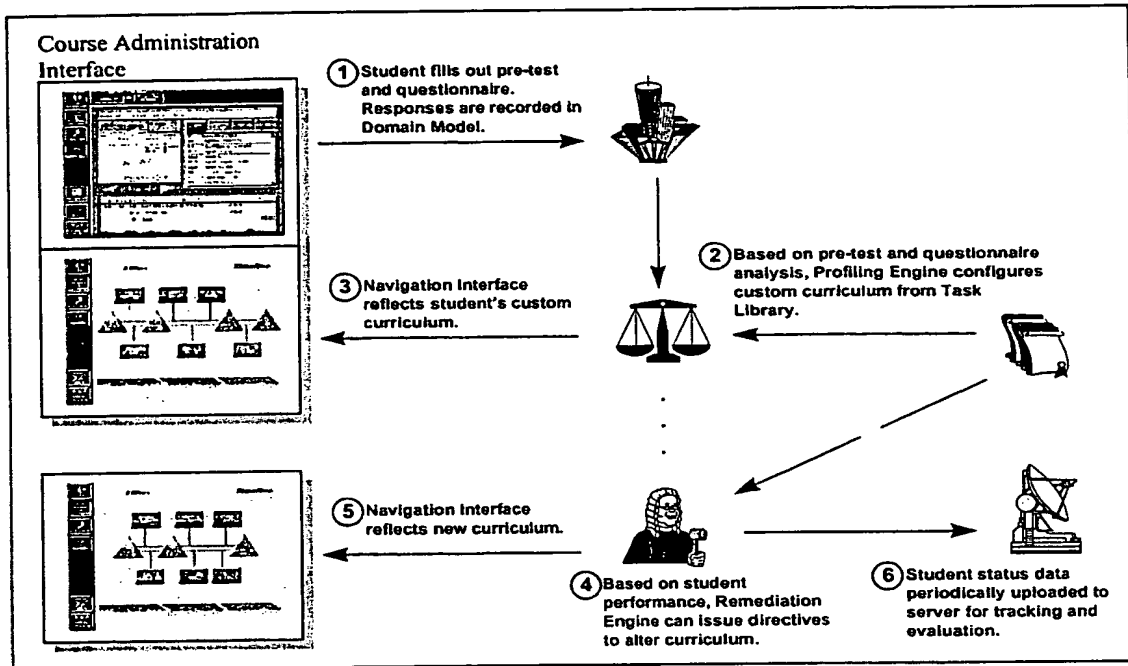 Course Administration
Interface
1 Student fills out pre-test
and questionnaire.
Responses are recorded in
Domain Model.
2 Based on pre-test and questionnaire
analysis, Profiling Engine configures
custom curriculum from Task
Library.
3 Navigation Interface
reflects student's custom
curriculum.
5 Navigation Interface
reflects new curriculum.
4 Based on student
performance, Remediation
Engine can issue directives
to alter curriculum.
6 Student status data
periodically uploaded to
server for tracking and
evaluation.